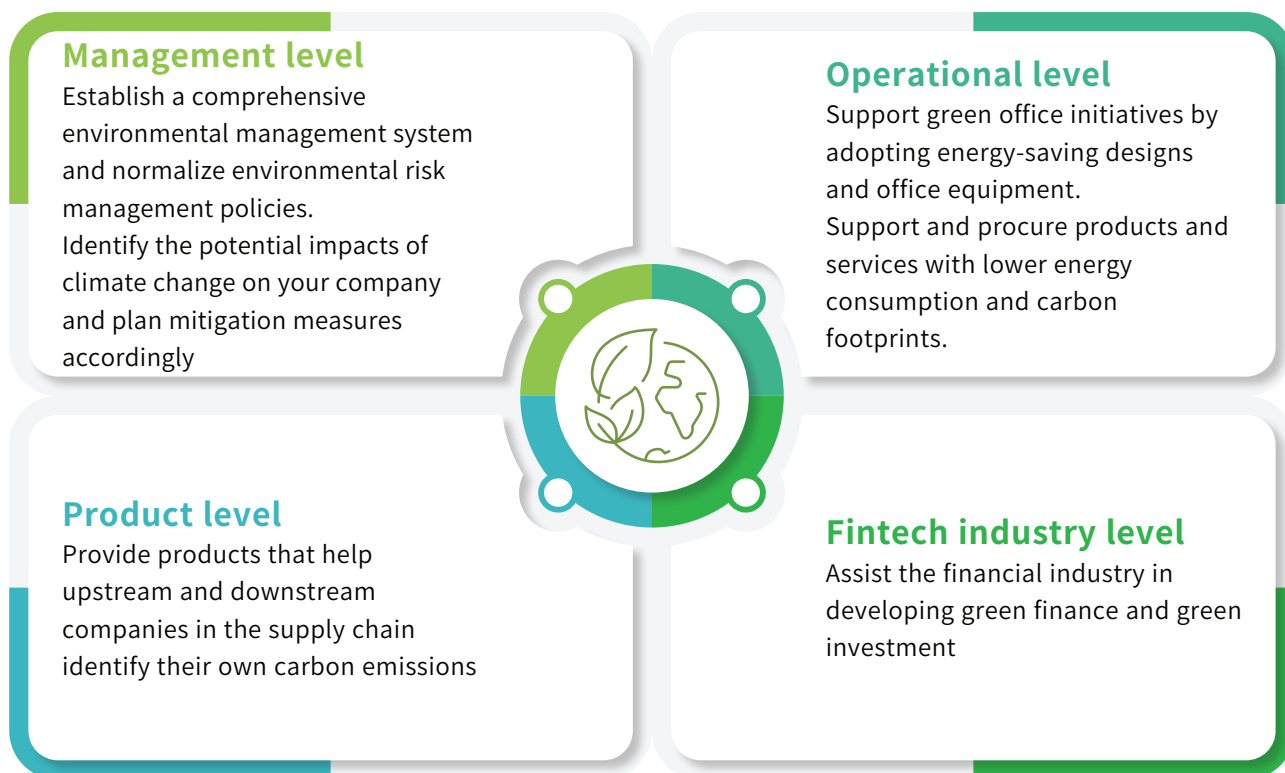 Management level
Establish a comprehensive
environmental management system
and normalize environmental risk
management policies.
Identify the potential impacts of
climate change on your company
and plan mitigation measures
accordingly
Operational level
Support green office initiatives by
adopting energy-saving designs
and office equipment.
Support and procure products and
services with lower energy
consumption and carbon
footprints.
Product level
Provide products that help
upstream and downstream
companies in the supply chain
identify their own carbon emissions
Fintech industry level
Assist the financial industry in
developing green finance and green
investment